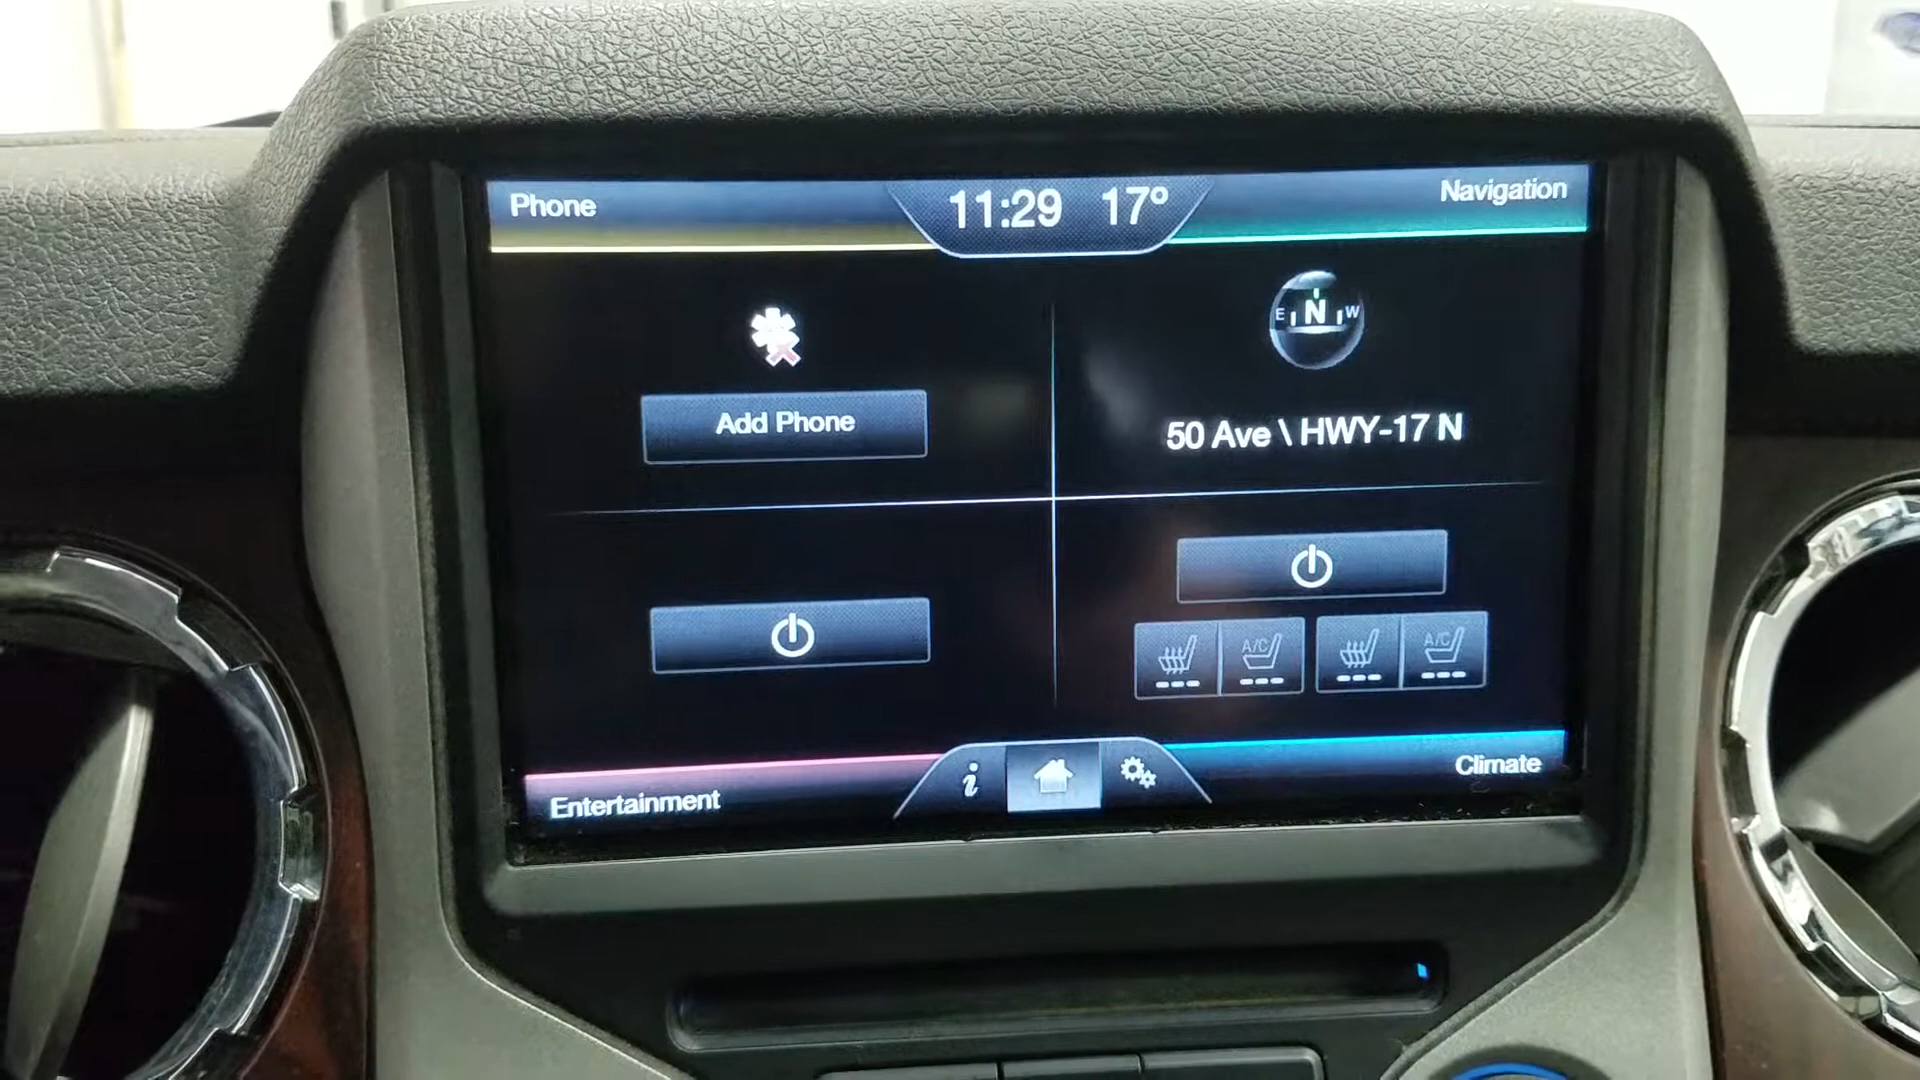 Phone
11:29 17°
Navigation
E N W
Add Phone
50 Ave \ HWY-17 N
A/C
A/C
Entertainment
i
Climate